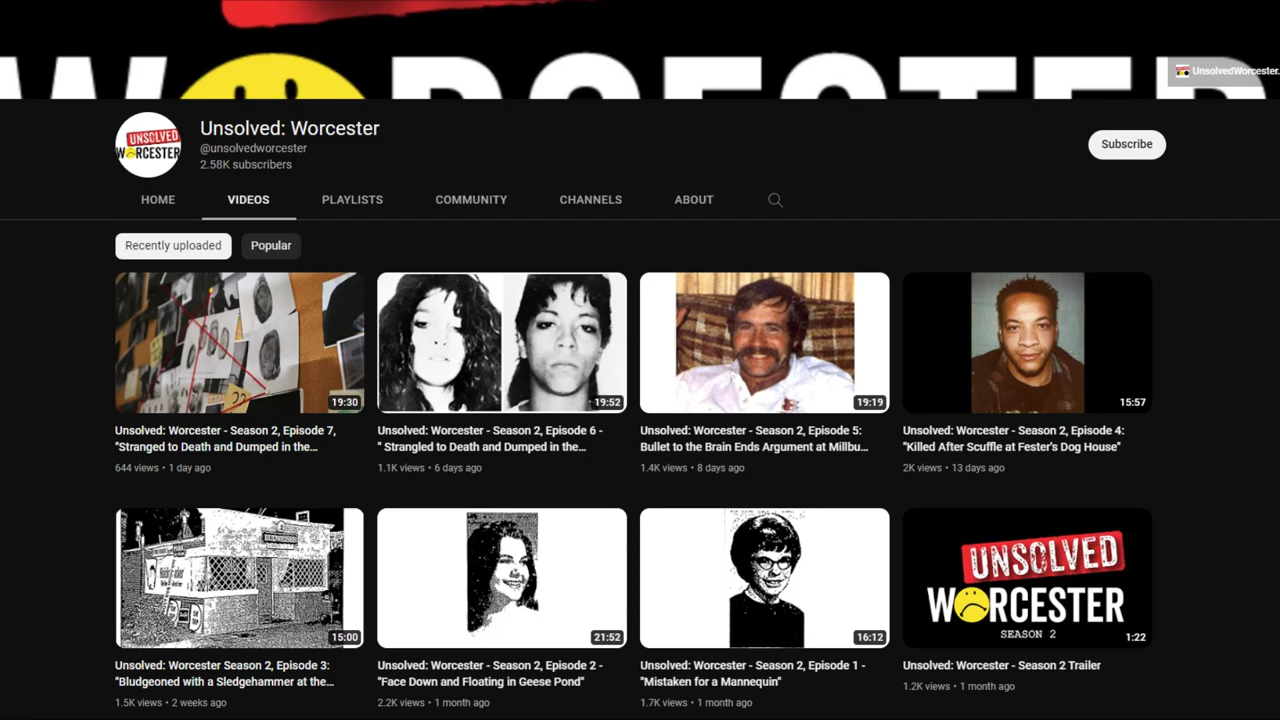 WORCESTER
UnsolvedWorcester.
UNSOLVED
WORCESTER
Unsolved: Worcester
@unsolvedworcester
2.58K subscribers
Subscribe
HOME VIDEOS PLAYLISTS COMMUNITY CHANNELS ABOUT
Recently uploaded Popular
19:30 19:52 19:19 15:57
Unsolved: Worcester - Season 2, Episode 7,
"Stranged to Death and Dumped in the...
644 views • 1 day ago
Unsolved: Worcester - Season 2, Episode 6 -
" Strangled to Death and Dumped in the...
1.1K views • 6 days ago
Unsolved: Worcester - Season 2, Episode 5:
Bullet to the Brain Ends Argument at Millbu...
1.4K views • 8 days ago
Unsolved: Worcester - Season 2, Episode 4:
"Killed After Scuffle at Fester's Dog House"
2K views • 13 days ago
BUDWEISER
15:00 21:52 16:12
UNSOLVED
WORCESTER
SEASON 2
1:22
Unsolved: Worcester Season 2, Episode 3:
"Bludgeoned with a Sledgehammer at the...
1.5K views • 2 weeks ago
Unsolved: Worcester - Season 2, Episode 2 -
"Face Down and Floating in Geese Pond"
2.2K views • 1 month ago
Unsolved: Worcester - Season 2, Episode 1 -
"Mistaken for a Mannequin"
1.7K views • 1 month ago
Unsolved: Worcester - Season 2 Trailer
1.2K views • 1 month ago